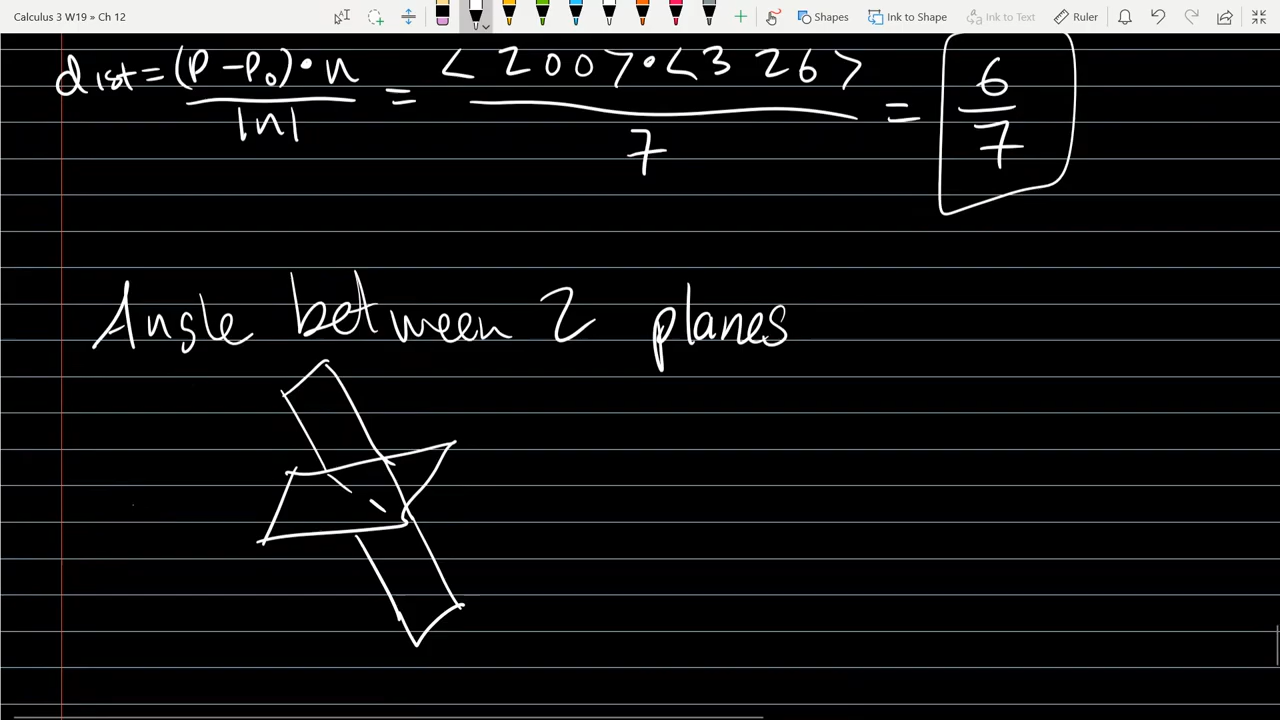 Calculus 3 W19 » Ch 12
Shapes Ink to Shape Ink to Text Ruler
dist = (P - P₀) • n / |n| = < 2 0 0 > • < 3 2 6 > / 7 = 6 / 7
Angle between 2 planes